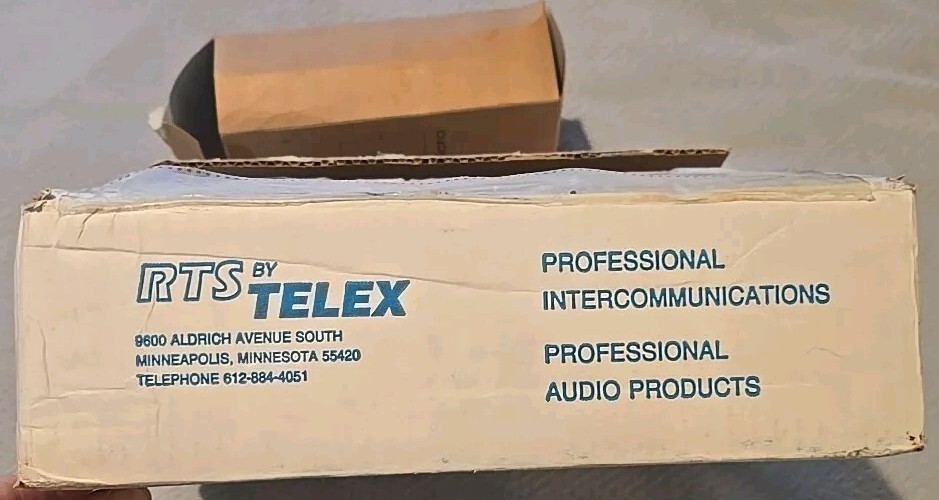 RTS BY
TELEX
9600 ALDRICH AVENUE SOUTH
MINNEAPOLIS, MINNESOTA 55420
TELEPHONE 612-884-4051
PROFESSIONAL
INTERCOMMUNICATIONS
PROFESSIONAL
AUDIO PRODUCTS